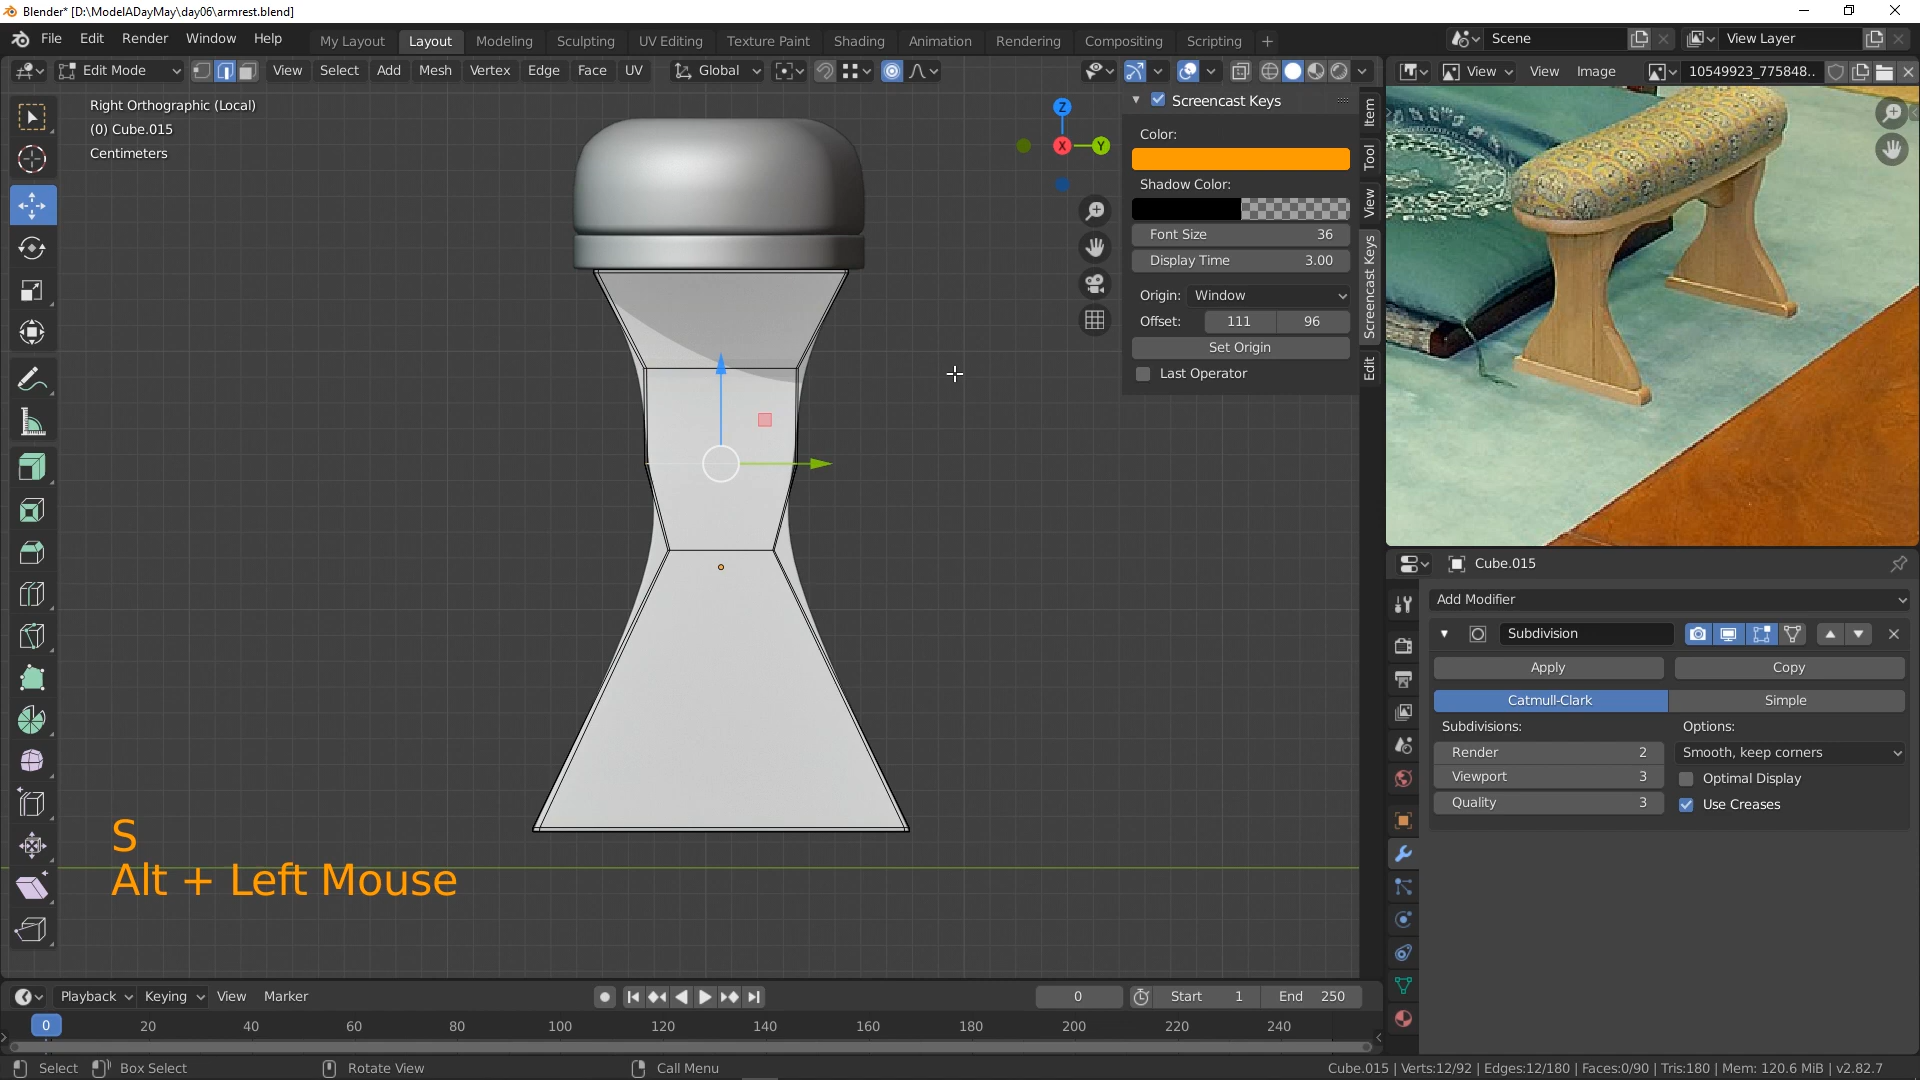 Blender* [D:\ModelADayMay\day06\armrest.blend]
File Edit Render Window Help
My Layout Layout Modeling Sculpting UV Editing Texture Paint Shading Animation Rendering Compositing Scripting +
Scene
View Layer
Edit Mode View Select Add Mesh Vertex Edge Face UV Global
View View Image 10549923_775848..
Right Orthographic (Local)
(0) Cube.015
Centimeters
Z
X
Y
Screencast Keys
Color:
Shadow Color:
Font Size 36
Display Time 3.00
Origin: Window
Offset: 111 96
Set Origin
Last Operator
Item
Tool
View
Screencast Keys
Edit
S
Alt + Left Mouse
Cube.015
Add Modifier
Subdivision
Apply Copy
Catmull-Clark Simple
Subdivisions: Options:
Render 2 Smooth, keep corners
Viewport 3 Optimal Display
Quality 3 Use Creases
Playback Keying View Marker 0 Start 1 End 250
0 20 40 60 80 100 120 140 160 180 200 220 240
Select Box Select Rotate View Call Menu Cube.015 | Verts:12/92 | Edges:12/180 | Faces:0/90 | Tris:180 | Mem: 120.6 MiB | v2.82.7